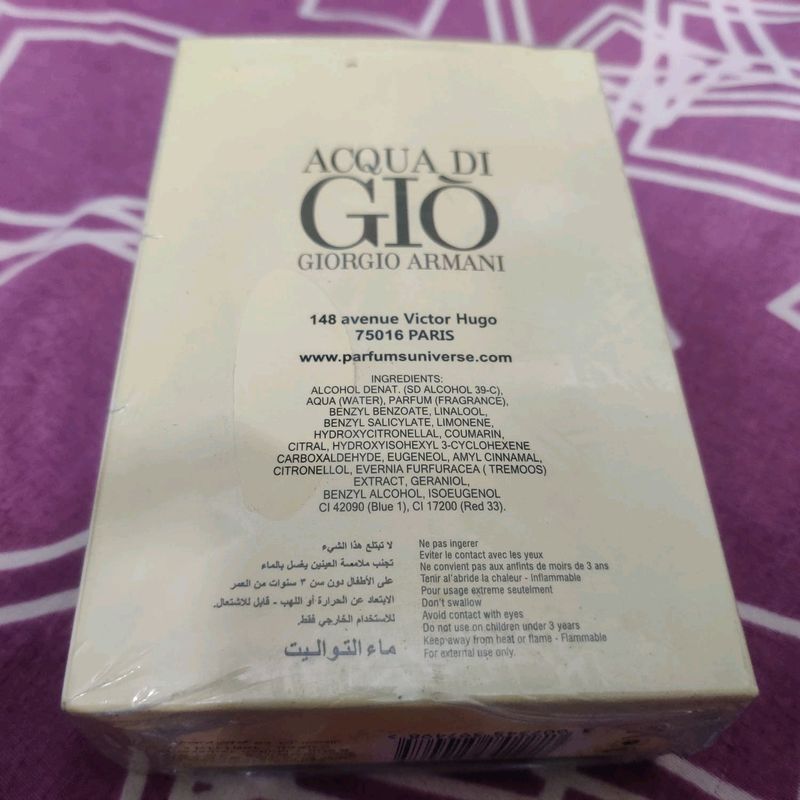 ACQUA DI
GIÒ
GIORGIO ARMANI
148 avenue Victor Hugo
75016 PARIS
www.parfumsuniverse.com
INGREDIENTS:
ALCOHOL DENAT. (SD ALCOHOL 39-C),
AQUA (WATER), PARFUM (FRAGRANCE),
BENZYL BENZOATE, LINALOOL,
BENZYL SALICYLATE, LIMONENE,
HYDROXYCITRONELLAL, COUMARIN,
CITRAL, HYDROXYISOHEXYL 3-CYCLOHEXENE
CARBOXALDEHYDE, EUGENOL, AMYL CINNAMAL,
CITRONELLOL, EVERNIA FURFURACEA ( TREMOOS)
EXTRACT, GERANIOL,
BENZYL ALCOHOL, ISOEUGENOL
CI 42090 (Blue 1), CI 17200 (Red 33).
لا تبتلع هذا الشيء
تجنب ملامسة العينين يغسل بالماء
على الأطفال دون سن ٣ سنوات من العمر
الابتعاد عن الحرارة أو اللهب - قابل للاشتعال.
للاستخدام الخارجي فقط.
ماء التواليت
Ne pas ingerer
Eviter le contact avec les yeux
Ne convient pas aux anfints de moirs de 3 ans
Tenir al'abride la chaleur - Inflammable
Pour usage extreme seutelment
Don't swallow
Avoid contact with eyes
Do not use on children under 3 years
Keep away from heat or flame - Flammable
For external use only.